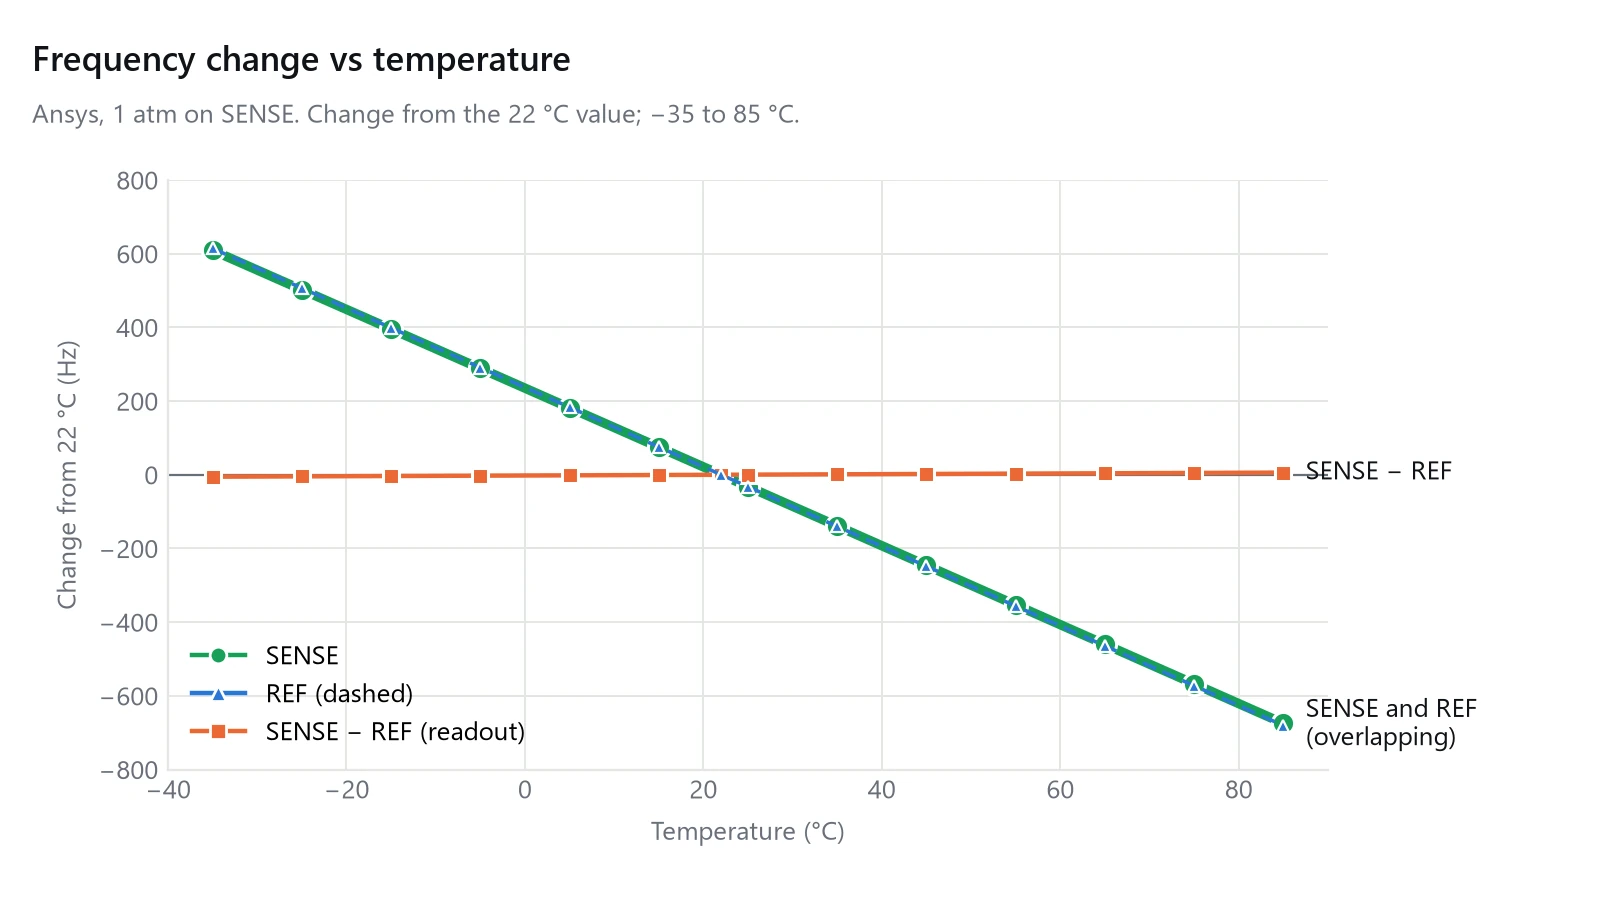 Frequency change vs temperature
Ansys, 1 atm on SENSE. Change from the 22 °C value; −35 to 85 °C.
Change from 22 °C (Hz)
800
600
400
200
0
−200
−400
−600
−800
SENSE − REF
SENSE and REF
(overlapping)
SENSE
REF (dashed)
SENSE − REF (readout)
−40
−20
0
20
40
60
80
Temperature (°C)